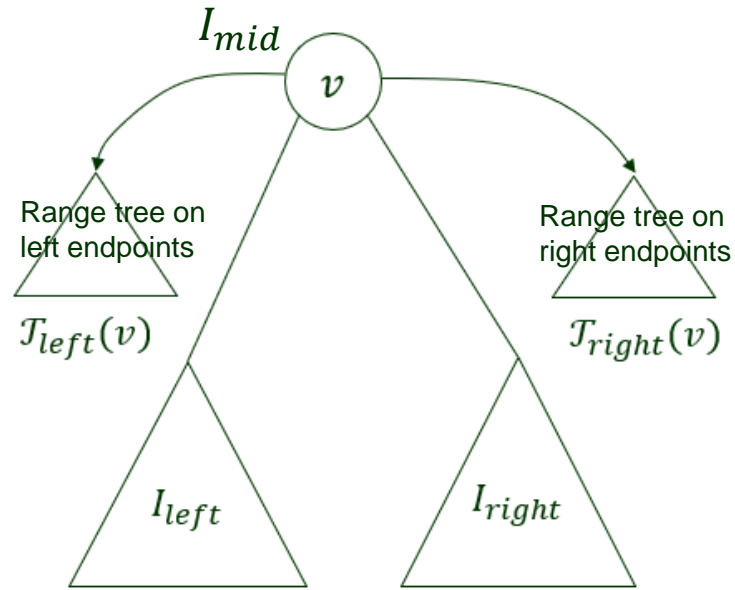 I_mid
v
Range tree on
left endpoints
Range tree on
right endpoints
𝒯_left(v)
𝒯_right(v)
I_left
I_right